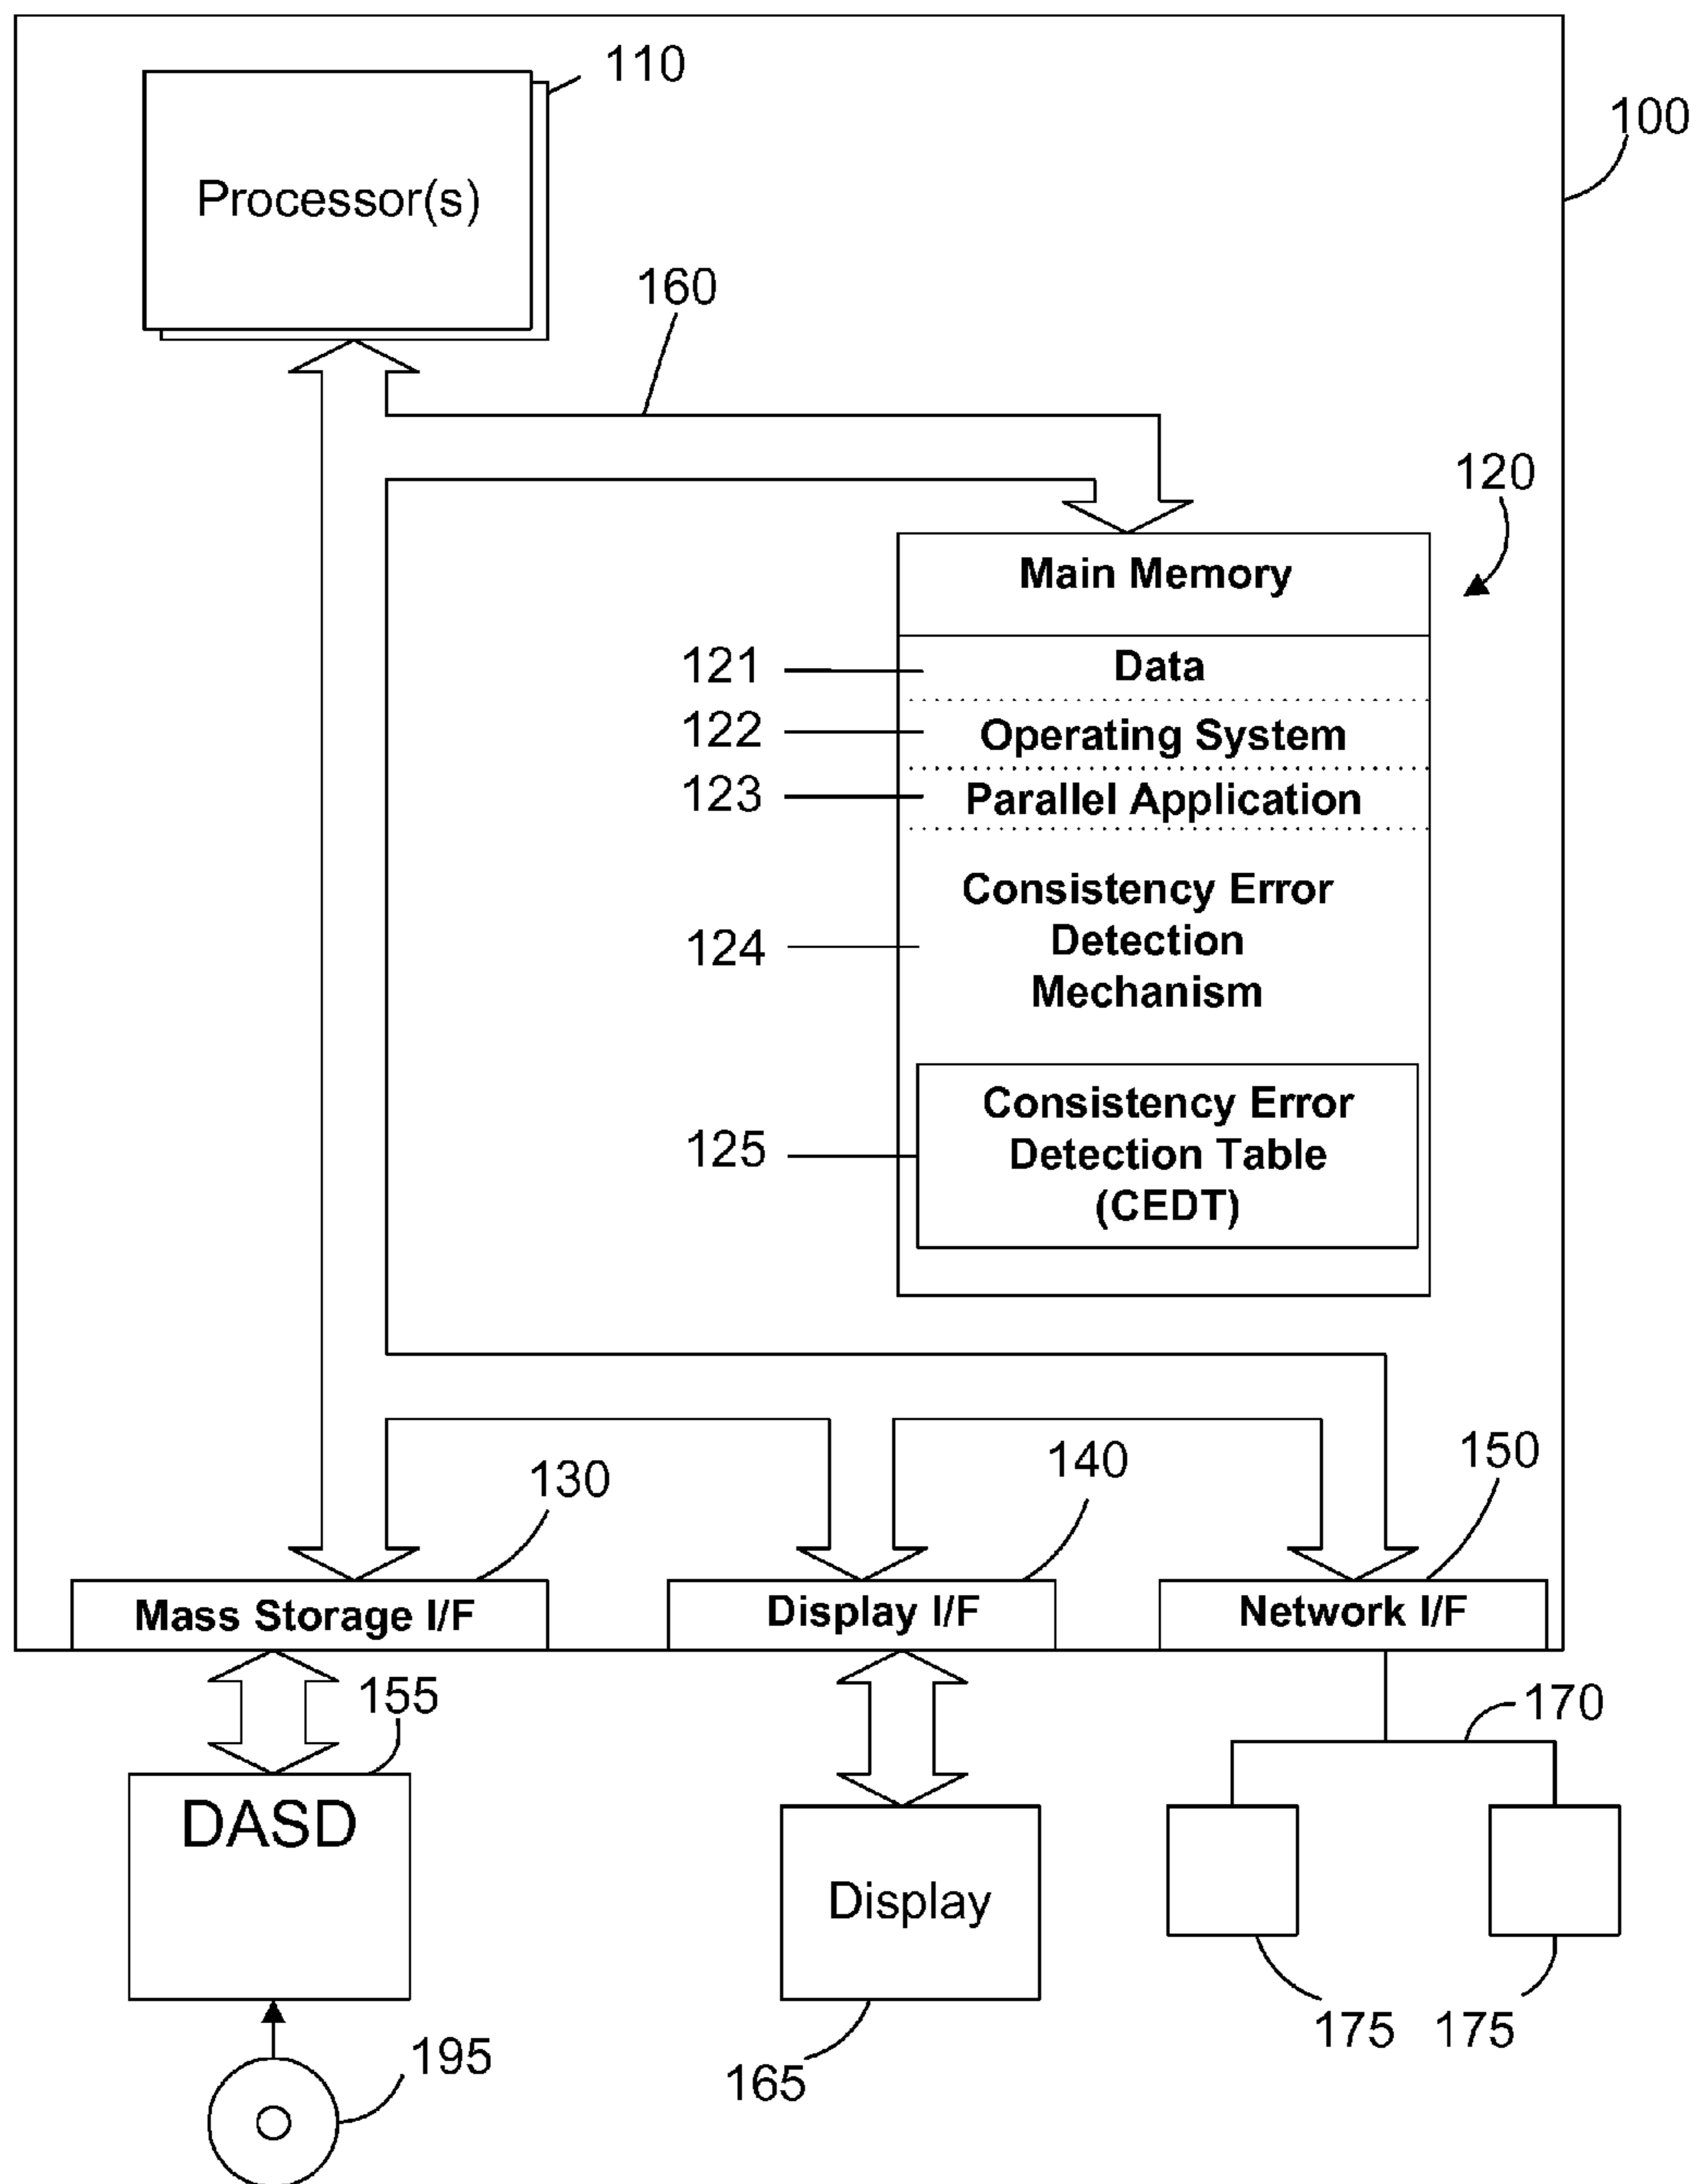 110
100
Processor(s)
160
120
Main Memory
121
Data
122
Operating System
123
Parallel Application
124
Consistency Error
Detection
Mechanism
125
Consistency Error
Detection Table
(CEDT)
130
140
150
Mass Storage I/F
Display I/F
Network I/F
155
170
DASD
Display
175
175
195
165